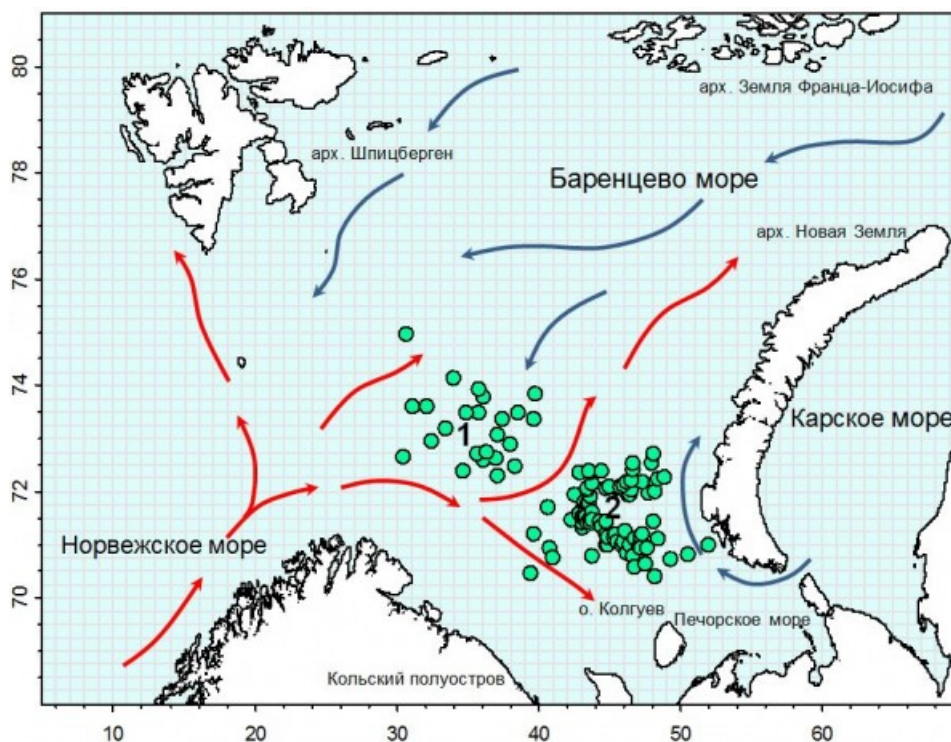 80
арх. Земля Франца-Иосифа
арх. Шпицберген
78
Баренцево море
арх. Новая Земля
76
74
Карское море
1
72
2
Норвежское море
70
о. Колгуев
Печорское море
Кольский полуостров
10
20
30
40
50
60